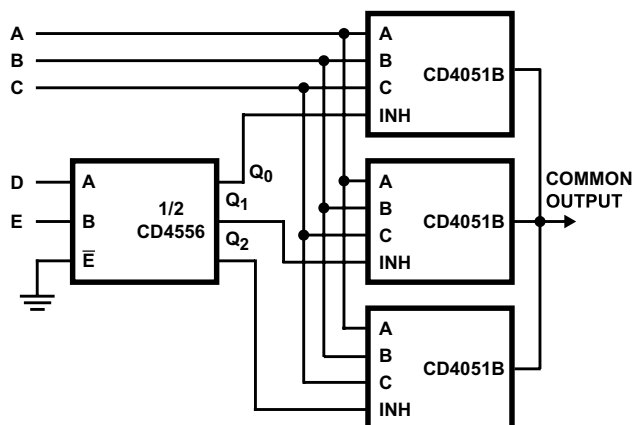 A
B
C
A
B
C
INH
CD4051B
D
E
A
B
E̅
1/2
CD4556
Q0
Q1
Q2
A
B
C
INH
CD4051B
COMMON
OUTPUT
A
B
C
INH
CD4051B